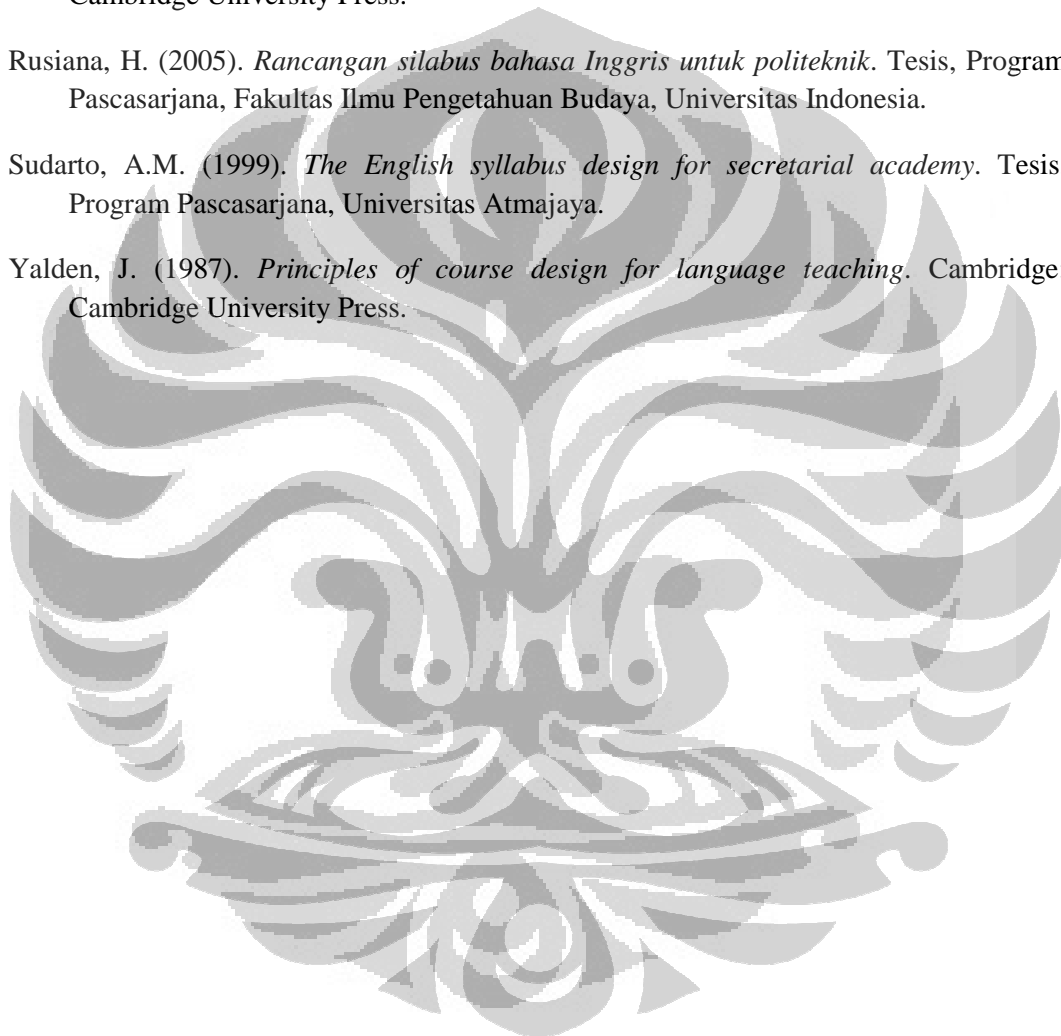 Cambridge University Press.
Rusiana, H. (2005). Rancangan silabus bahasa Inggris untuk politeknik. Tesis, Program
Pascasarjana, Fakultas Ilmu Pengetahuan Budaya, Universitas Indonesia.
Sudarto, A.M. (1999). The English syllabus design for secretarial academy. Tesis
Program Pascasarjana, Universitas Atmajaya.
Yalden, J. (1987). Principles of course design for language teaching. Cambridge
Cambridge University Press.